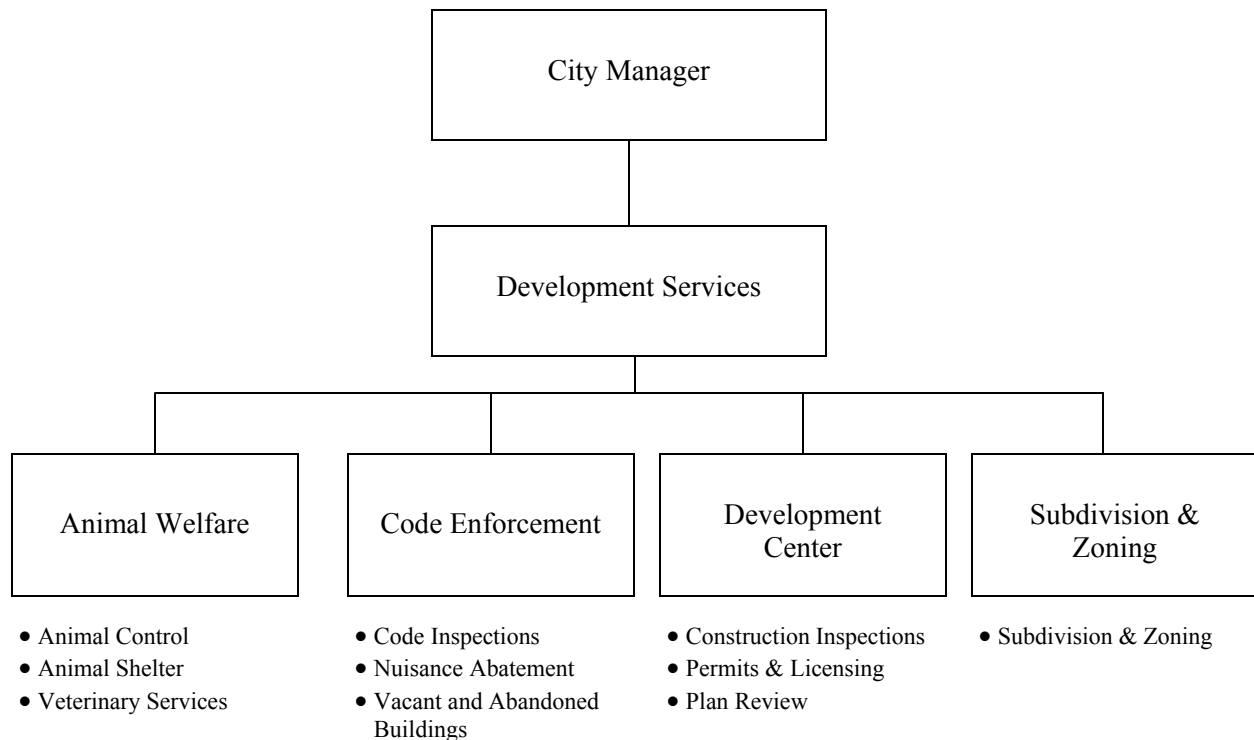 City Manager
Development Services
Animal Welfare
Code Enforcement
Development
Center
Subdivision &
Zoning
• Animal Control
• Animal Shelter
• Veterinary Services
• Code Inspections
• Nuisance Abatement
• Vacant and Abandoned
Buildings
• Construction Inspections
• Permits & Licensing
• Plan Review
• Subdivision & Zoning